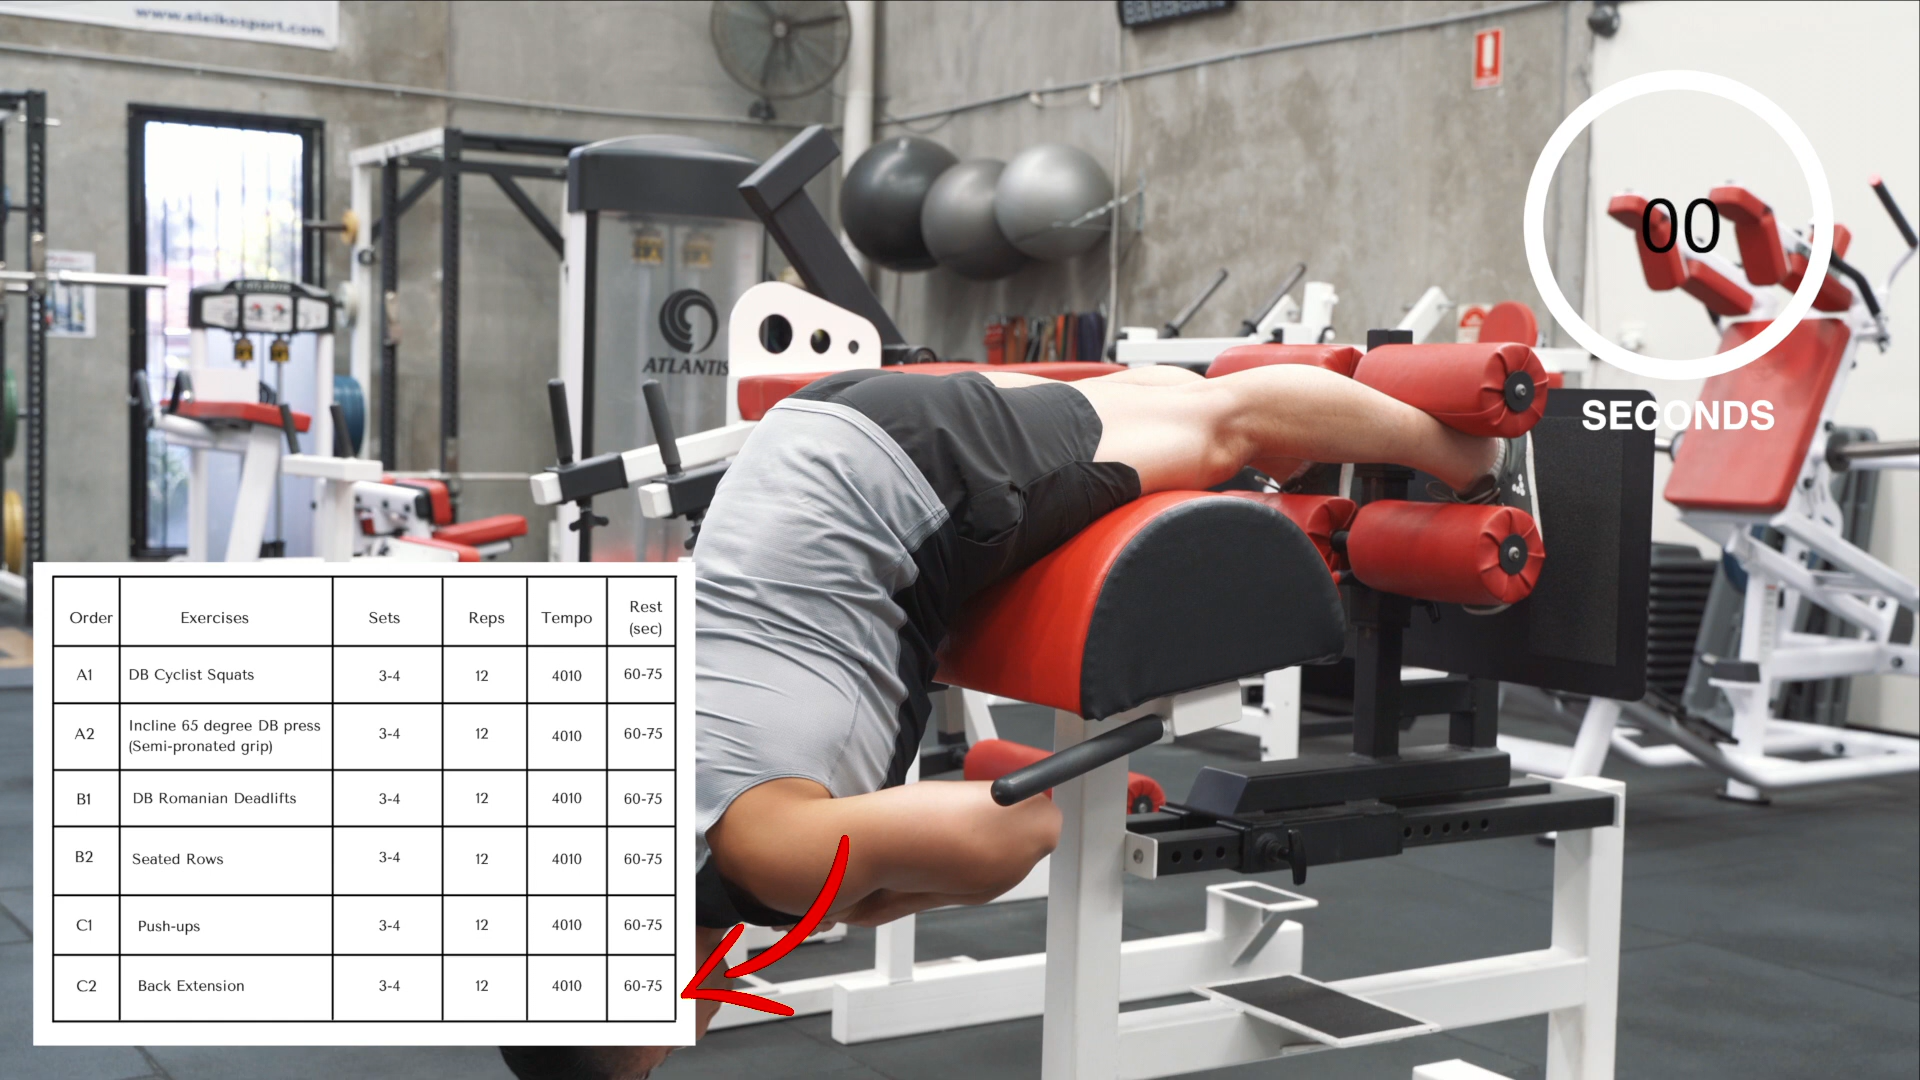 www.eleikosport.com
ATLANTIS
00
SECONDS
Order Exercises Sets Reps Tempo Rest (sec)
A1 DB Cyclist Squats 3-4 12 4010 60-75
A2 Incline 65 degree DB press
(Semi-pronated grip) 3-4 12 4010 60-75
B1 DB Romanian Deadlifts 3-4 12 4010 60-75
B2 Seated Rows 3-4 12 4010 60-75
C1 Push-ups 3-4 12 4010 60-75
C2 Back Extension 3-4 12 4010 60-75